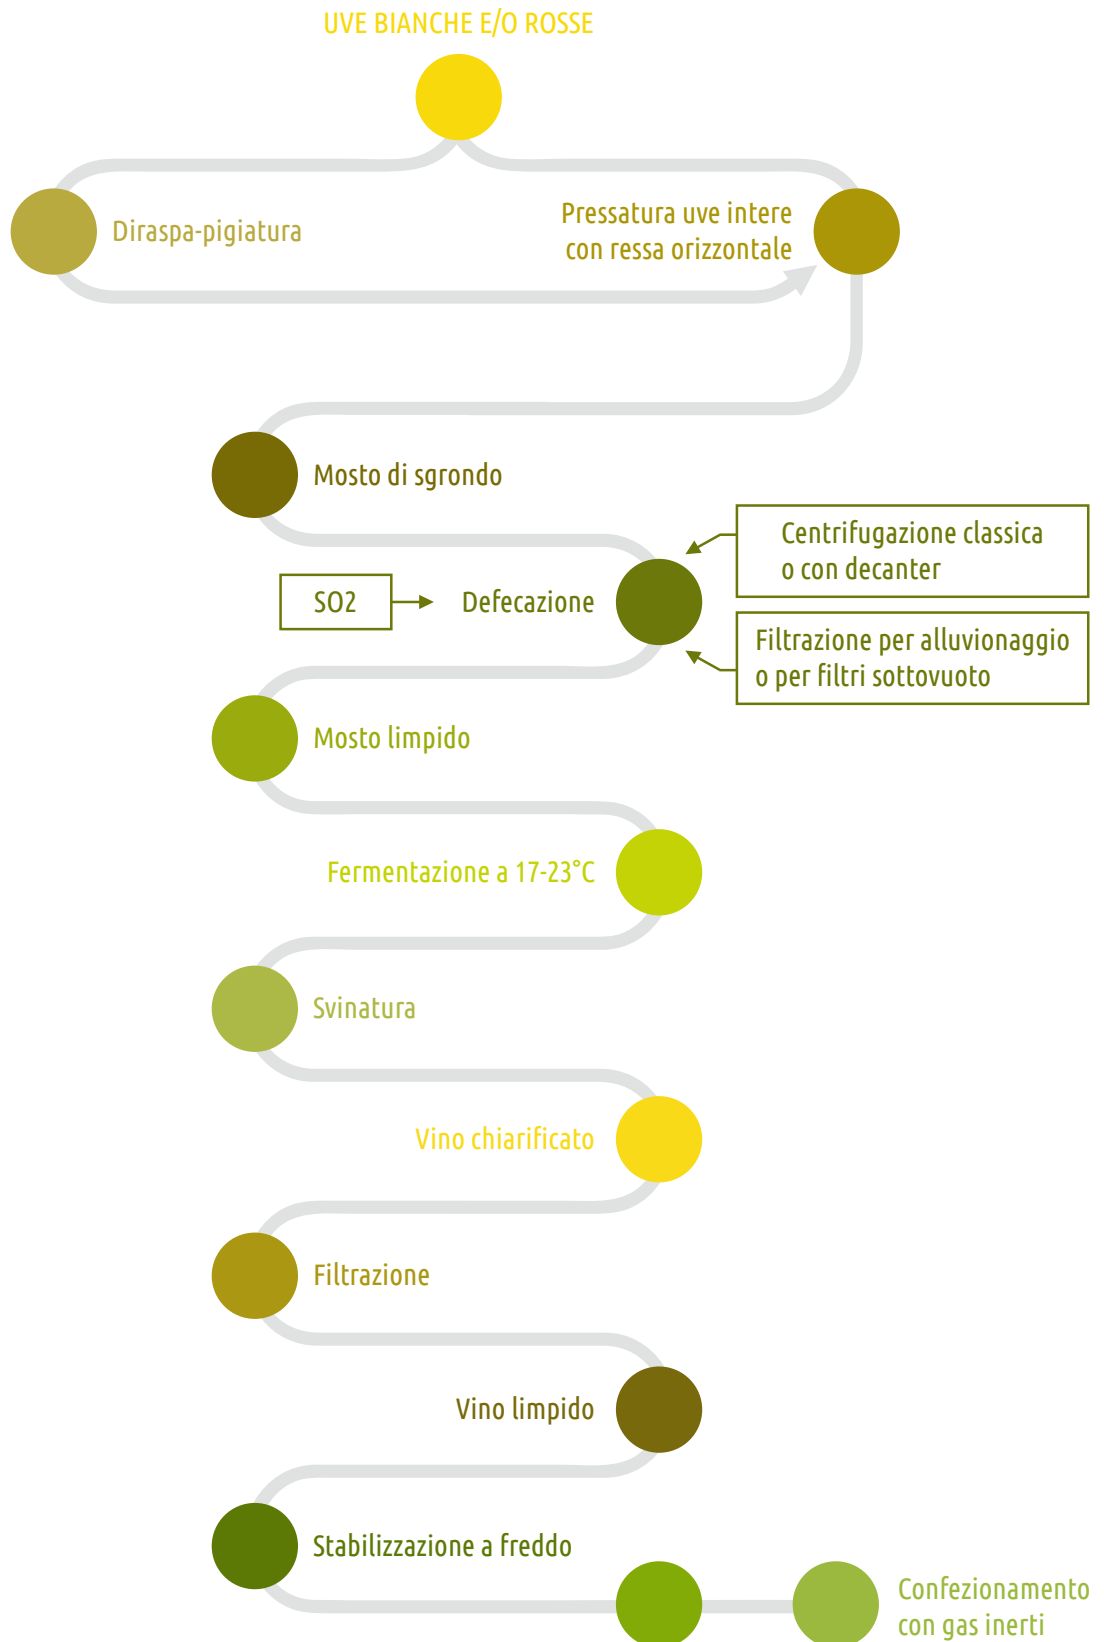 UVE BIANCHE E/O ROSSE
Diraspa-pigiatura
Pressatura uve intere
con ressa orizzontale
Mosto di sgrondo
Centrifugazione classica
o con decanter
SO2
Defecazione
Filtrazione per alluvionaggio
o per filtri sottovuoto
Mosto limpido
Fermentazione a 17-23°C
Svinatura
Vino chiarificato
Filtrazione
Vino limpido
Stabilizzazione a freddo
Confezionamento
con gas inerti